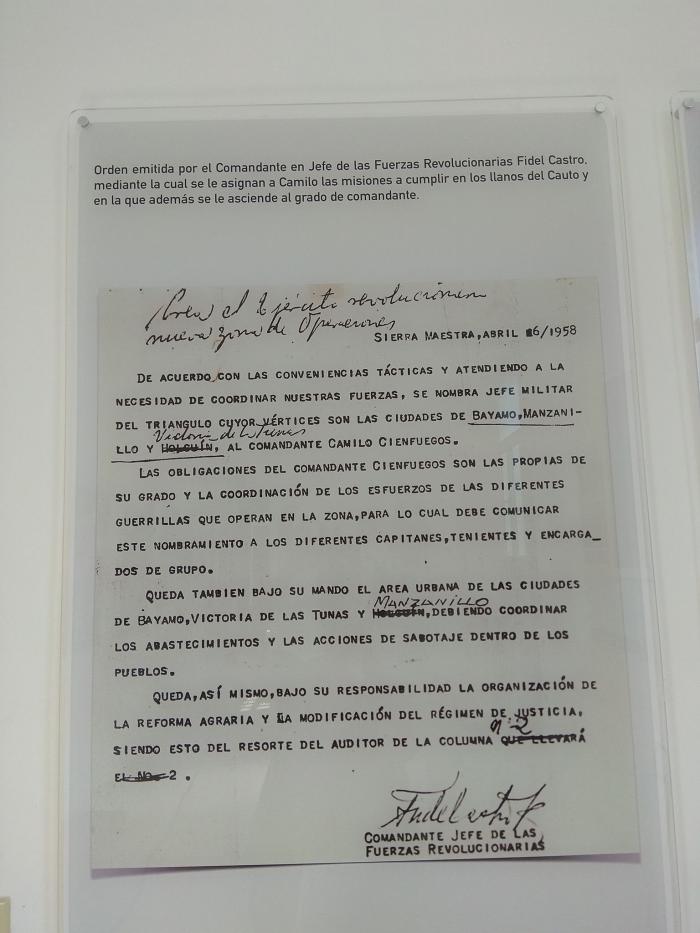 Orden emitida por el Comandante en Jefe de las Fuerzas Revolucionarias Fidel Castro,
mediante la cual se le asignan a Camilo las misiones a cumplir en los llanos del Cauto y
en la que además se le asciende al grado de comandante.
el Ejército revolucionario
nueva zona de Operaciones
SIERRA MAESTRA, ABRIL 16/1958
DE ACUERDO CON LAS CONVENIENCIAS TÁCTICAS Y ATENDIENDO A LA
NECESIDAD DE COORDINAR NUESTRAS FUERZAS, SE NOMBRA JEFE MILITAR
DEL TRIANGULO CUYOR VÉRTICES SON LAS CIUDADES DE BAYAMO, MANZANI-
Victoria de las Tunas
LLO Y HOLGUÍN, AL COMANDANTE CAMILO CIENFUEGOS.
LAS OBLIGACIONES DEL COMANDANTE CIENFUEGOS SON LAS PROPIAS DE
SU GRADO Y LA COORDINACIÓN DE LOS ESFUERZOS DE LAS DIFERENTES
GUERRILLAS QUE OPERAN EN LA ZONA, PARA LO CUAL DEBE COMUNICAR
ESTE NOMBRAMIENTO A LOS DIFERENTES CAPITANES, TENIENTES Y ENCARGA_
DOS DE GRUPO.
QUEDA TAMBIEN BAJO SU MANDO EL AREA URBANA DE LAS CIUDADES
MANZANILLO
DE BAYAMO, VICTORIA DE LAS TUNAS Y HOLGUÍN, DEBIENDO COORDINAR
LOS ABASTECIMIENTOS Y LAS ACCIONES DE SABOTAJE DENTRO DE LOS
PUEBLOS.
QUEDA, ASÍ MISMO, BAJO SU RESPONSABILIDAD LA ORGANIZACIÓN DE
LA REFORMA AGRARIA Y LA MODIFICACIÓN DEL RÉGIMEN DE JUSTICIA,
SIENDO ESTO DEL RESORTE DEL AUDITOR DE LA COLUMNA QUE LLEVARÁ
EL NO. 2.
Fidel Castro R
COMANDANTE JEFE DE LAS
FUERZAS REVOLUCIONARIAS